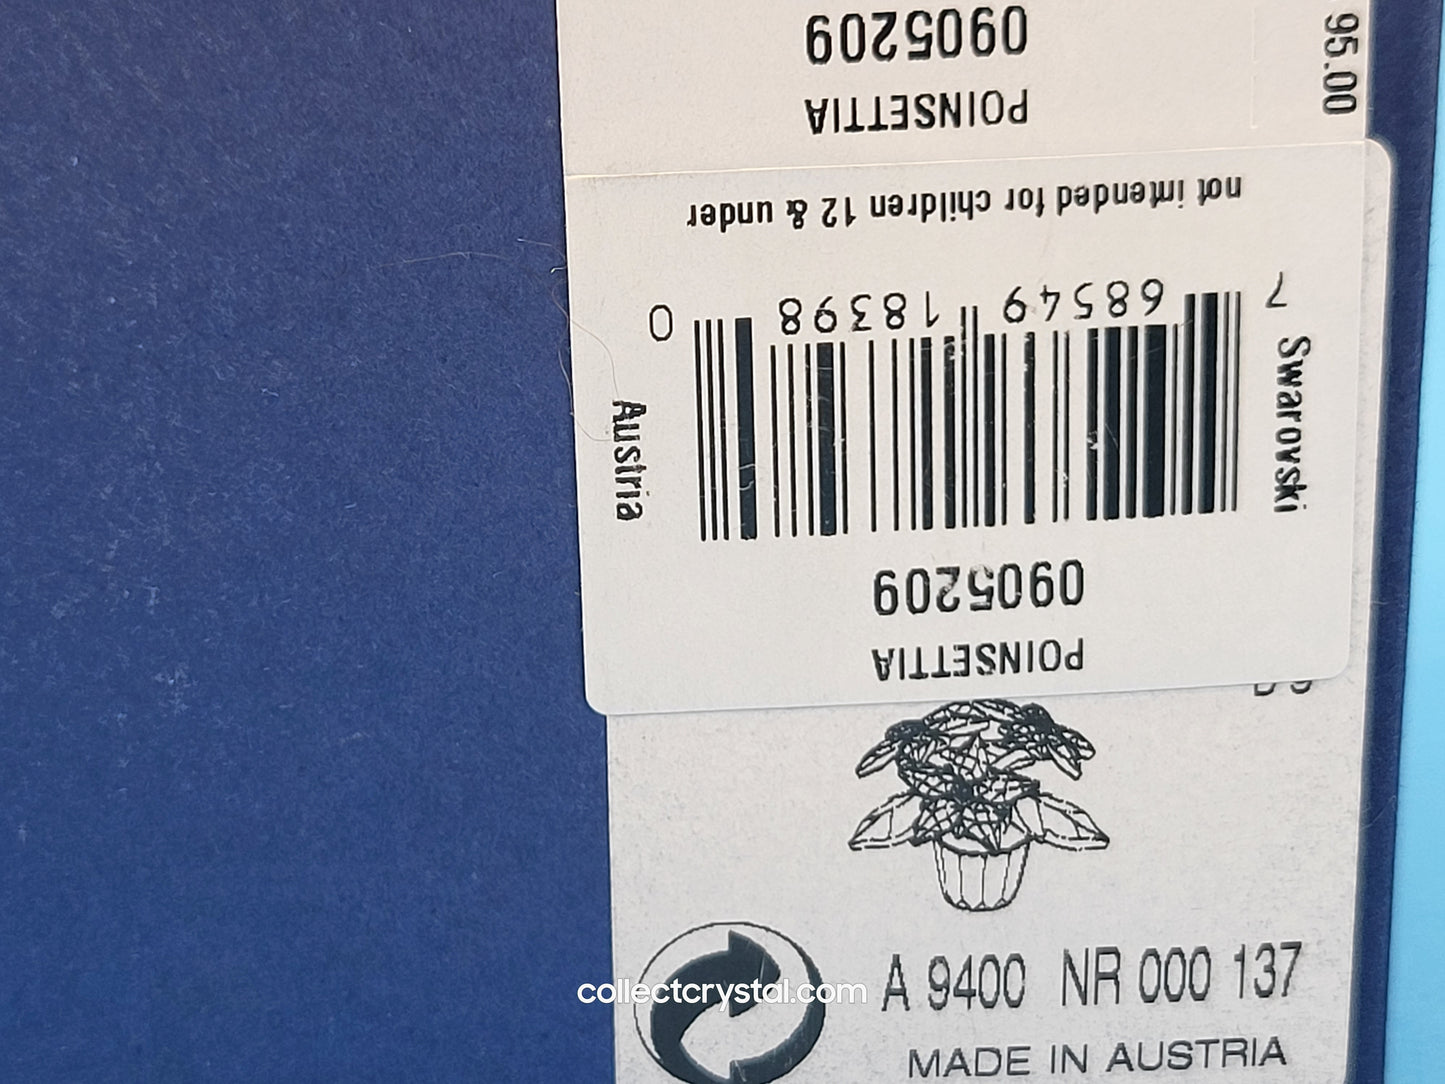 95.00
POINSETTIA
0905209
not intended for children 12 & under
7 68549 18398 0
Swarovski
Austria
0905209
POINSETTIA
A 9400 NR 000 137
MADE IN AUSTRIA
collectcrystal.com